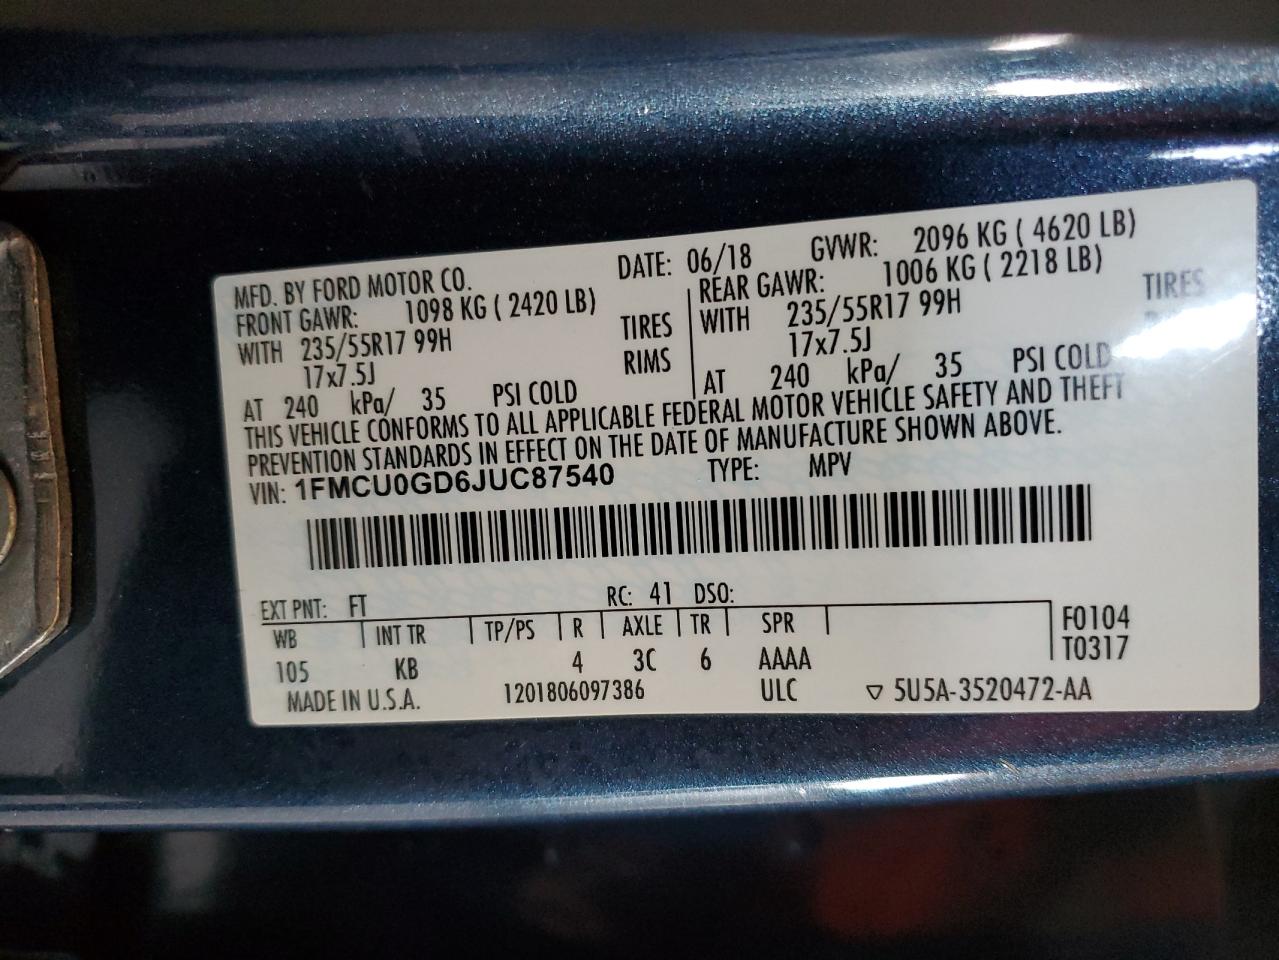 MFD. BY FORD MOTOR CO. DATE: 06/18 GVWR: 2096 KG ( 4620 LB)
FRONT GAWR: 1098 KG ( 2420 LB) REAR GAWR: 1006 KG ( 2218 LB)
WITH 235/55R17 99H TIRES WITH 235/55R17 99H TIRES
17x7.5J RIMS 17x7.5J
AT 240 kPa/ 35 PSI COLD AT 240 kPa/ 35 PSI COLD
THIS VEHICLE CONFORMS TO ALL APPLICABLE FEDERAL MOTOR VEHICLE SAFETY AND THEFT
PREVENTION STANDARDS IN EFFECT ON THE DATE OF MANUFACTURE SHOWN ABOVE.
VIN: 1FMCU0GD6JUC87540 TYPE: MPV
EXT PNT: FT RC: 41 DSO:
WB INT TR TP/PS R AXLE TR SPR F0104
105 KB 4 3C 6 AAAA T0317
MADE IN U.S.A. 1201806097386 ULC ▽ 5U5A-3520472-AA